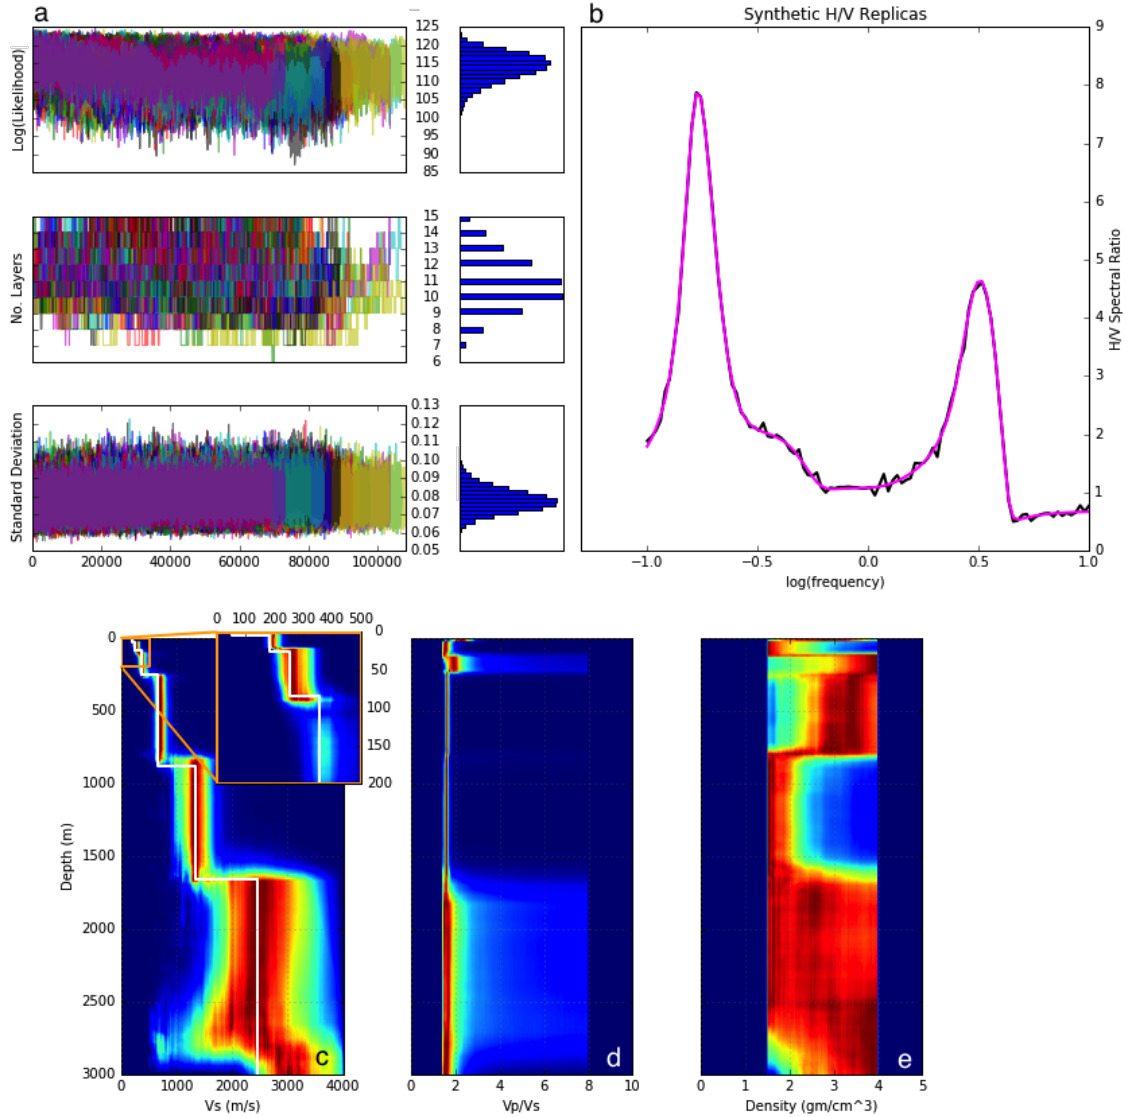 a
125
120
115
110
105
100
95
90
85
Log(Likelihood)
15
14
13
12
11
10
9
8
7
6
No. Layers
0.13
0.12
0.11
0.10
0.09
0.08
0.07
0.06
0.05
Standard Deviation
0 20000 40000 60000 80000 1000000
b
Synthetic H/V Replicas
9
8
7
6
5
4
3
2
1
0
H/V Spectral Ratio
−1.0 −0.5 0.0 0.5 1.0
log(frequency)
0 100 200 300 400 500
0
50
100
150
200
0
500
1000
1500
2000
2500
3000
Depth (m)
c
0 1000 2000 3000 4000
Vs (m/s)
d
0 2 4 6 8 10
Vp/Vs
e
0 1 2 3 4 5
Density (gm/cm^3)